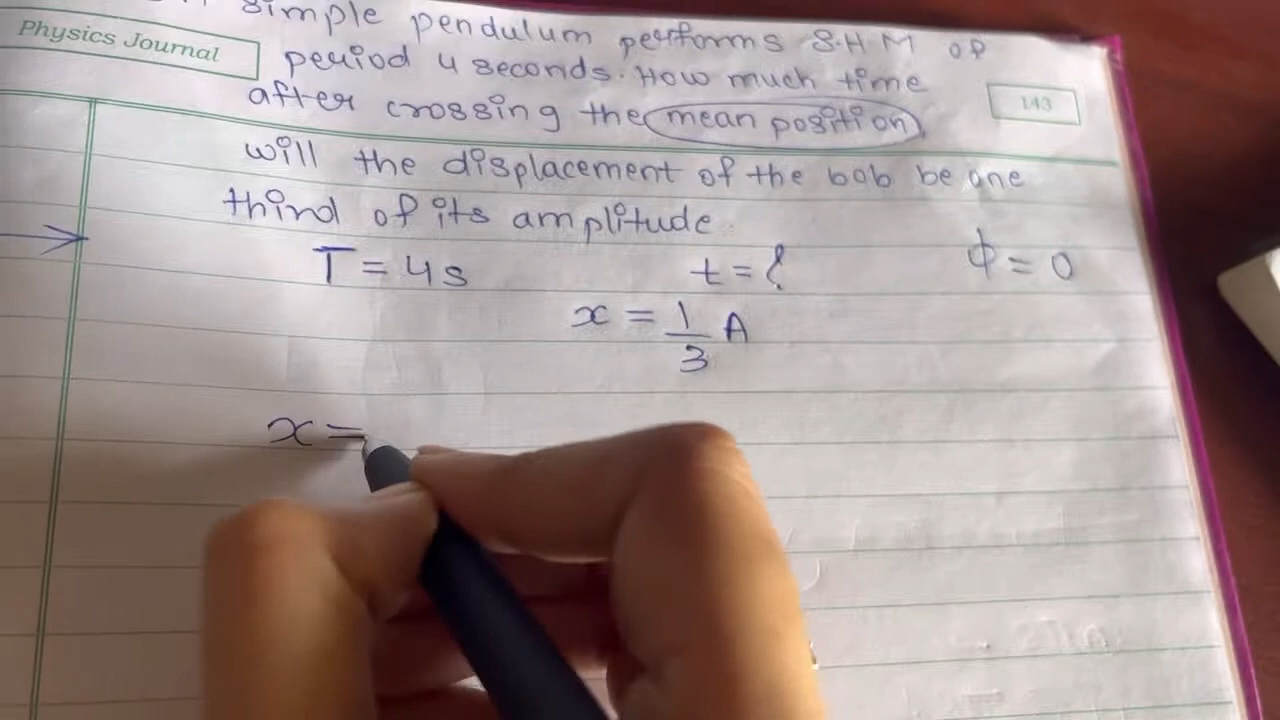 simple pendulum performs S.H.M of
Physics Journal
period 4 seconds. How much time
after crossing the mean position
143
will the displacement of the bob be one
third of its amplitude.
T = 4s t = ? ϕ = 0
x = 1/3 A
x =